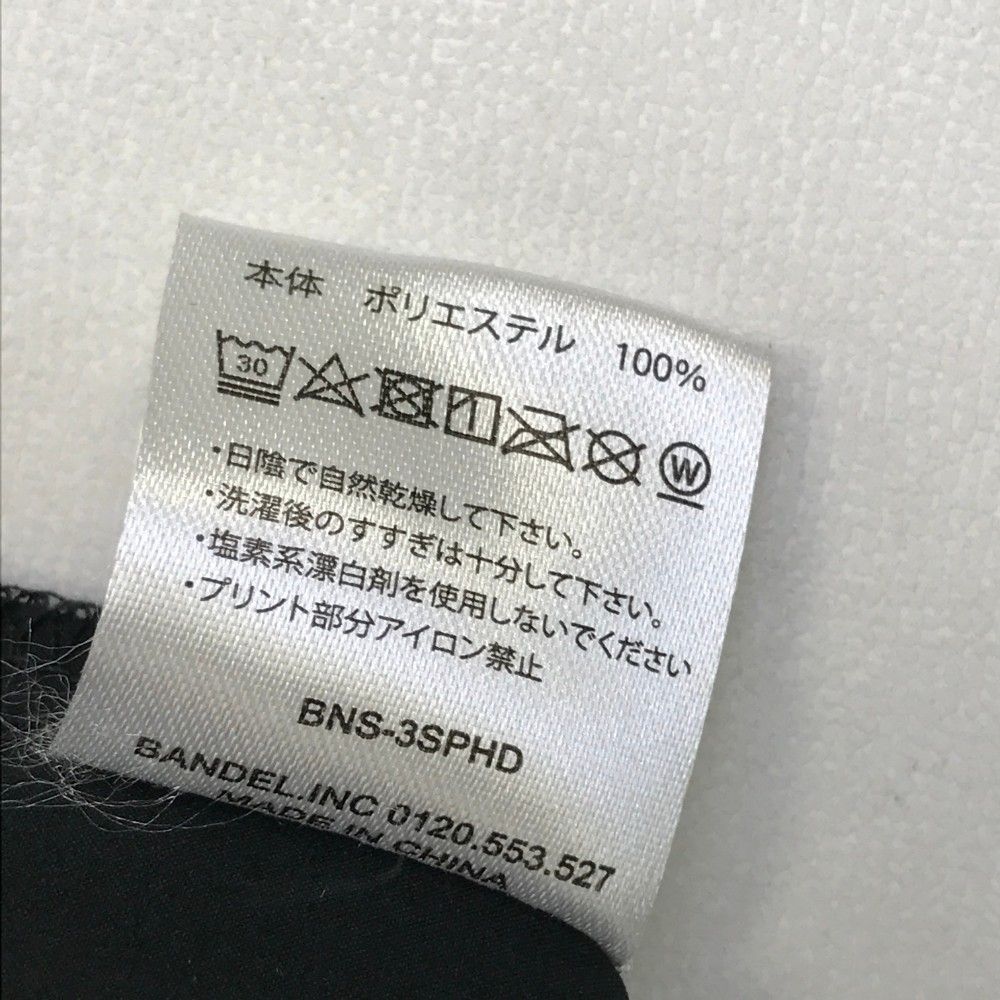 本体 ポリエステル 100%
30
W
・日陰で自然乾燥して下さい。
・洗濯後のすすぎは十分して下さい。
・塩素系漂白剤を使用しないでください
・プリント部分アイロン禁止
BNS-3SPHD
BANDEL.INC 0120.553.527
MADE IN CHINA